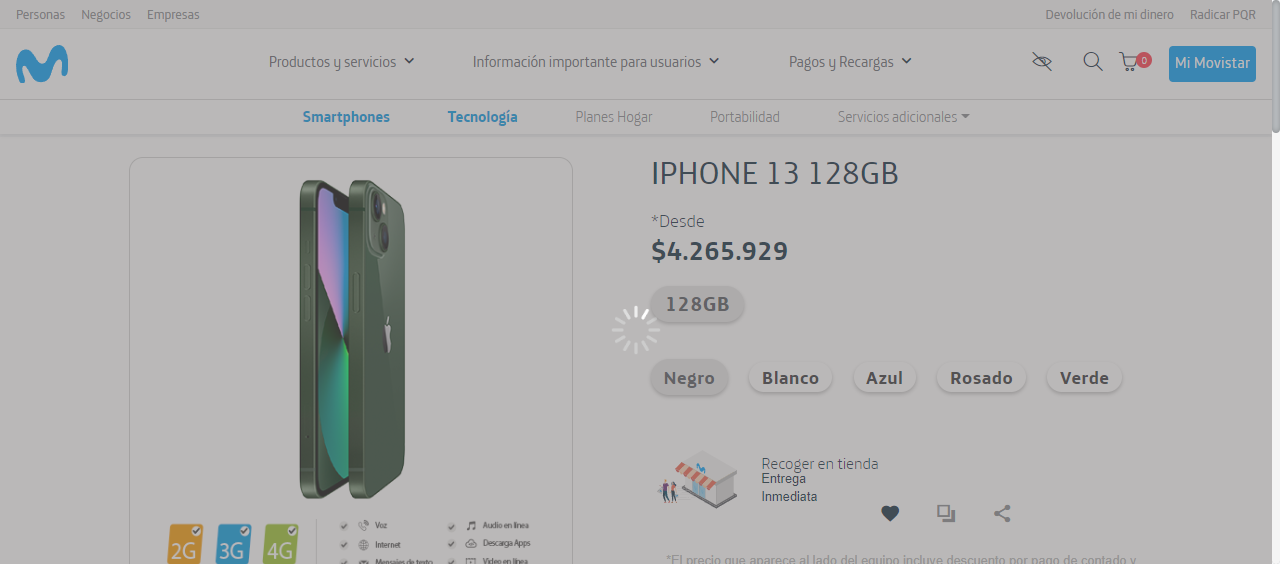 Personas Negocios Empresas Devolución de mi dinero Radicar PQR
Productos y servicios Información importante para usuarios Pagos y Recargas 0 Mi Movistar
Smartphones Tecnología Planes Hogar Portabilidad Servicios adicionales
IPHONE 13 128GB
*Desde
$4.265.929
128GB
Negro Blanco Azul Rosado Verde
Recoger en tienda
Entrega
Inmediata
2G 3G 4G
Voz Audio en línea
Internet Descarga Apps
Mensajes de texto Video en línea
*El precio que aparece al lado del equipo incluye descuento por pago de contado y